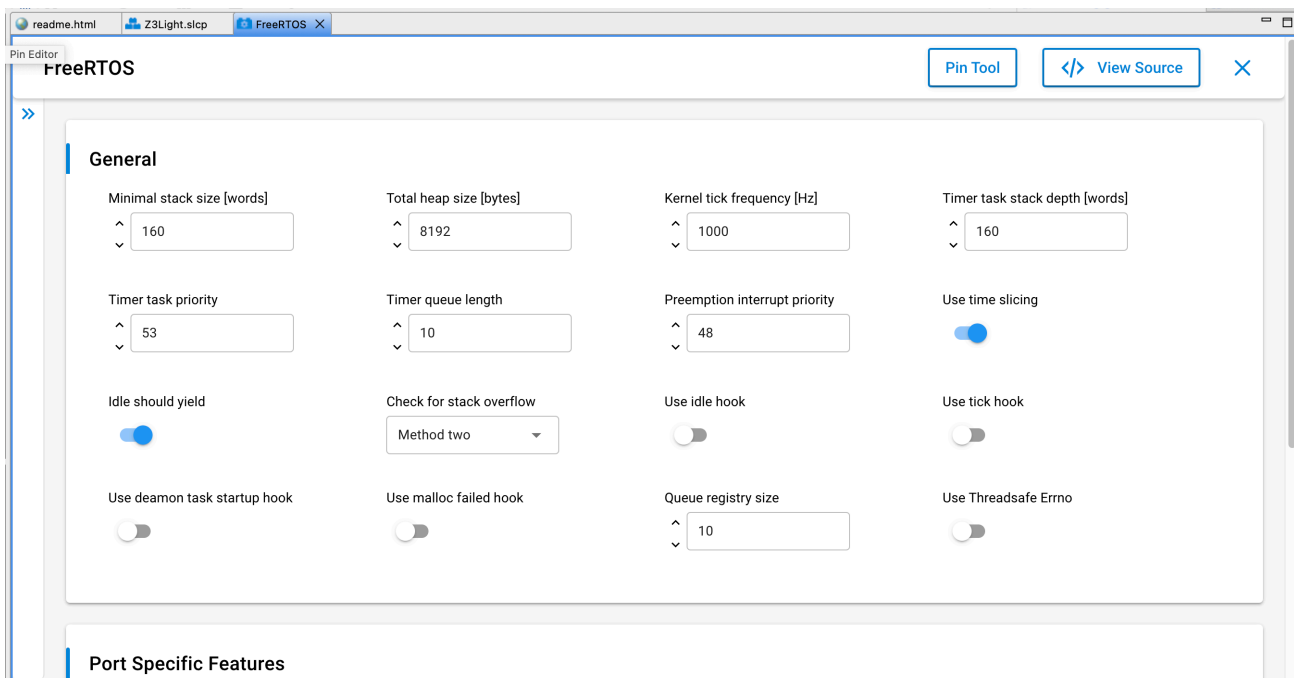 readme.html Z3Light.slcp FreeRTOS
Pin Editor
FreeRTOS Pin Tool </> View Source
General
Minimal stack size [words] Total heap size [bytes] Kernel tick frequency [Hz] Timer task stack depth [words]
160 8192 1000 160
Timer task priority Timer queue length Preemption interrupt priority Use time slicing
53 10 48
Idle should yield Check for stack overflow Use idle hook Use tick hook
Method two
Use deamon task startup hook Use malloc failed hook Queue registry size Use Threadsafe Errno
10
Port Specific Features